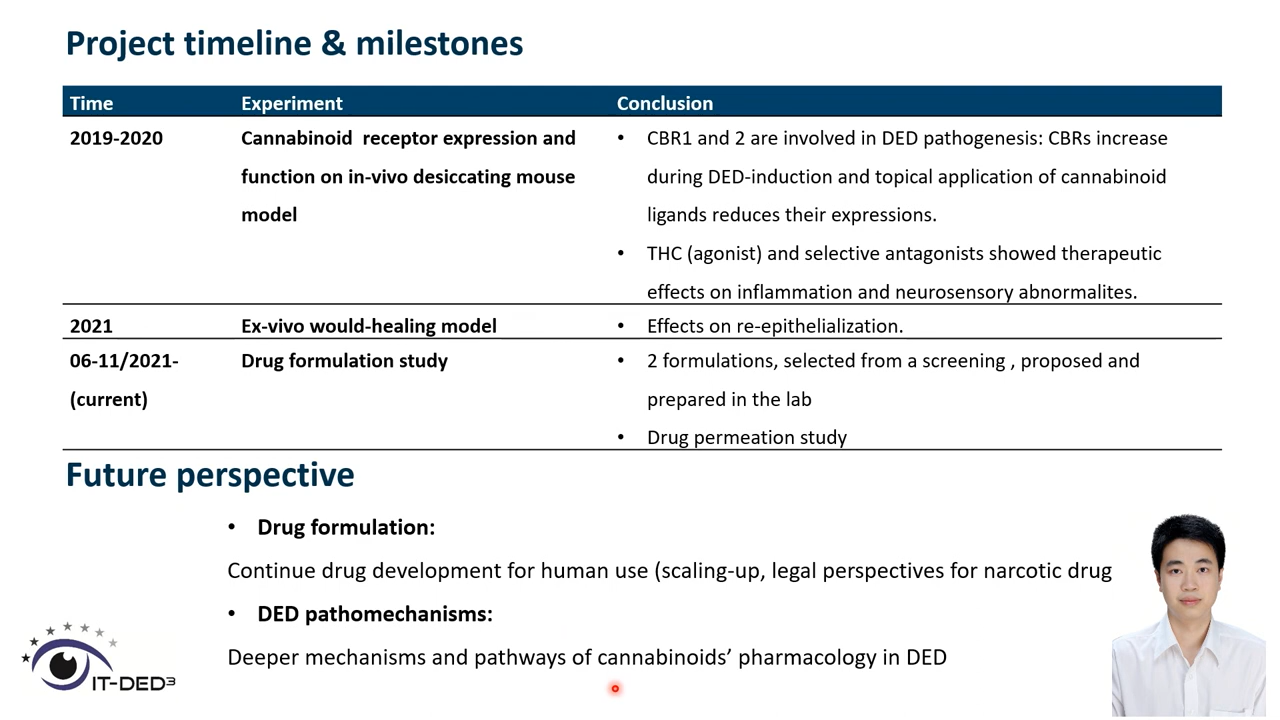 Project timeline & milestones
Time Experiment Conclusion
2019-2020 Cannabinoid receptor expression and function on in-vivo desiccating mouse model
• CBR1 and 2 are involved in DED pathogenesis: CBRs increase
during DED-induction and topical application of cannabinoid
ligands reduces their expressions.
• THC (agonist) and selective antagonists showed therapeutic
effects on inflammation and neurosensory abnormalites.
2021 Ex-vivo would-healing model • Effects on re-epithelialization.
06-11/2021-
(current)
Drug formulation study
• 2 formulations, selected from a screening , proposed and
prepared in the lab
• Drug permeation study
Future perspective
• Drug formulation:
Continue drug development for human use (scaling-up, legal perspectives for narcotic drug
• DED pathomechanisms:
Deeper mechanisms and pathways of cannabinoids’ pharmacology in DED
IT-DED³